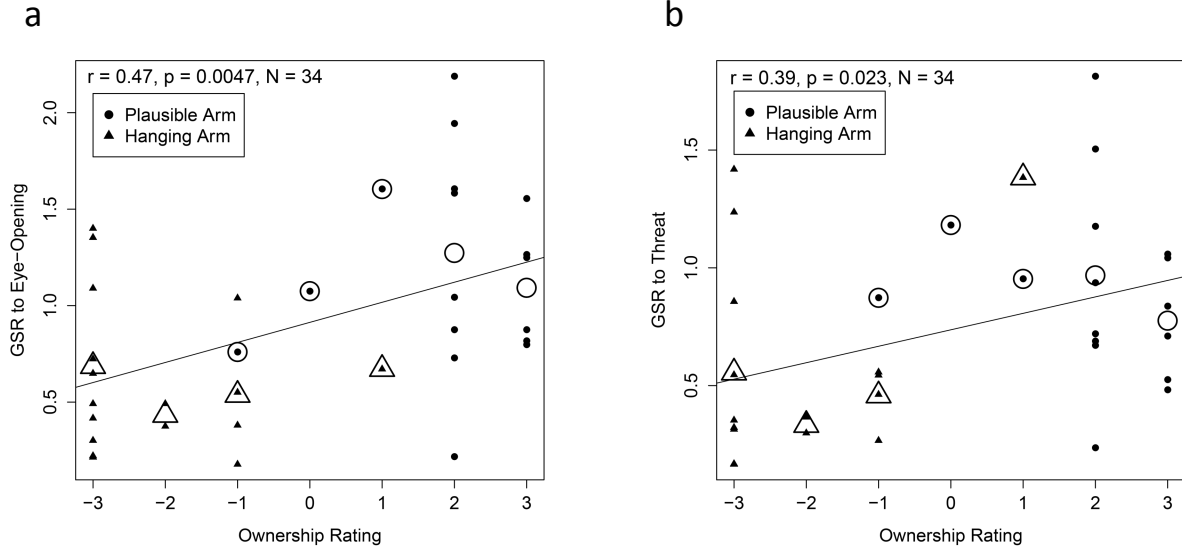 a
r = 0.47, p = 0.0047, N = 34
Plausible Arm
Hanging Arm
GSR to Eye−Opening
2.0
1.5
1.0
0.5
−3 −2 −1 0 1 2 3
Ownership Rating
b
r = 0.39, p = 0.023, N = 34
Plausible Arm
Hanging Arm
GSR to Threat
1.5
1.0
0.5
−3 −2 −1 0 1 2 3
Ownership Rating